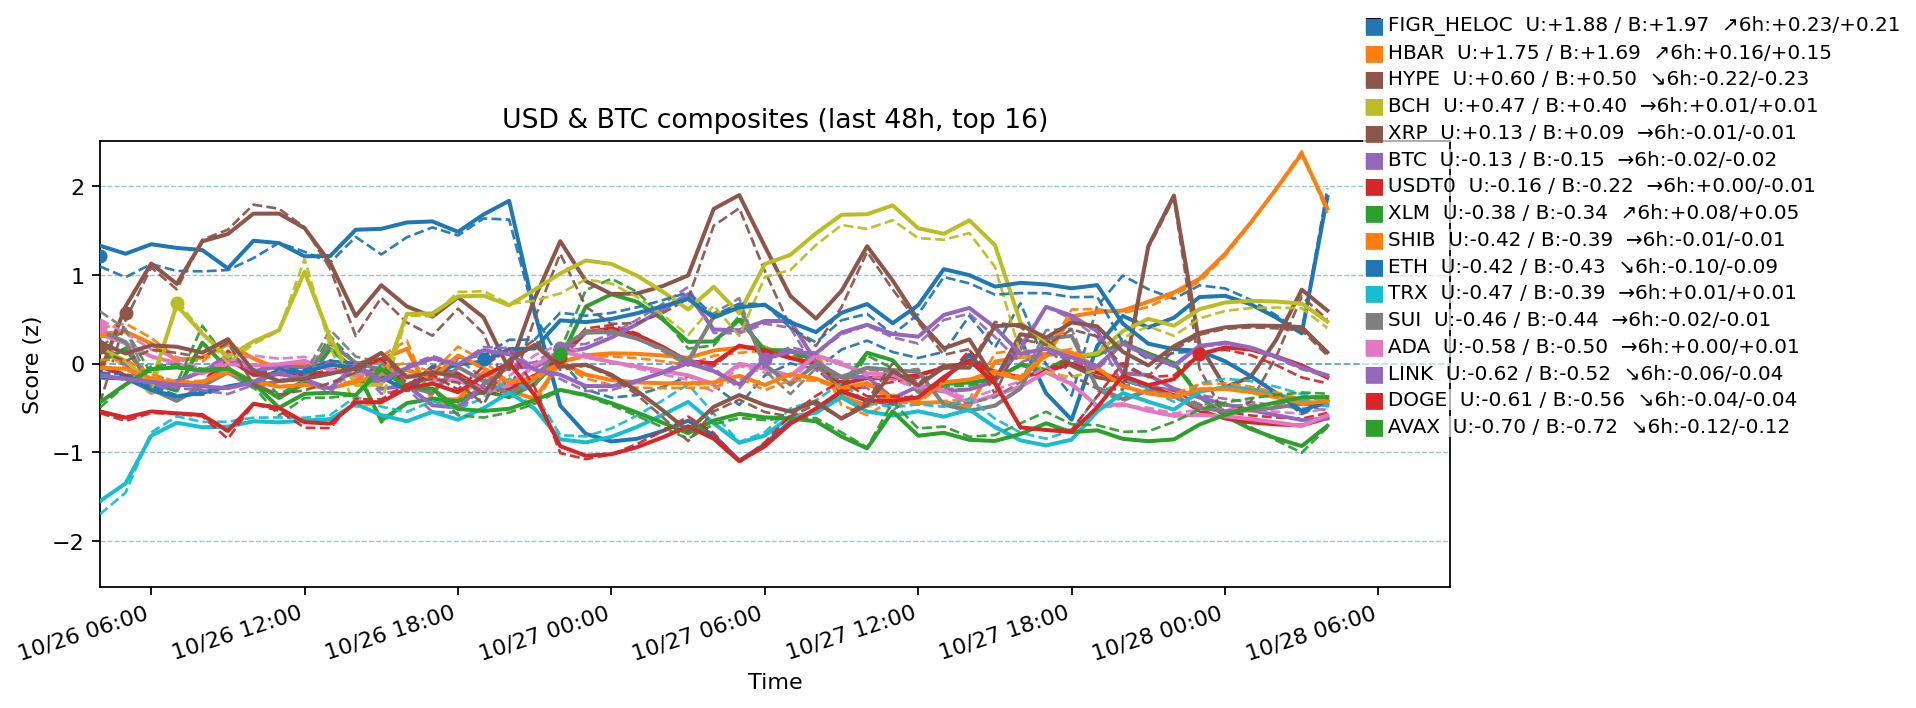 FIGR_HELOC  U:+1.88 / B:+1.97  ↗6h:+0.23/+0.21
HBAR  U:+1.75 / B:+1.69  ↗6h:+0.16/+0.15
HYPE  U:+0.60 / B:+0.50  ↘6h:-0.22/-0.23
BCH  U:+0.47 / B:+0.40  →6h:+0.01/+0.01
XRP  U:+0.13 / B:+0.09  →6h:-0.01/-0.01
BTC  U:-0.13 / B:-0.15  →6h:-0.02/-0.02
USDT0  U:-0.16 / B:-0.22  →6h:+0.00/-0.01
XLM  U:-0.38 / B:-0.34  ↗6h:+0.08/+0.05
SHIB  U:-0.42 / B:-0.39  →6h:-0.01/-0.01
ETH  U:-0.42 / B:-0.43  ↘6h:-0.10/-0.09
TRX  U:-0.47 / B:-0.39  →6h:+0.01/+0.01
SUI  U:-0.46 / B:-0.44  →6h:-0.02/-0.01
ADA  U:-0.58 / B:-0.50  →6h:+0.00/+0.01
LINK  U:-0.62 / B:-0.52  ↘6h:-0.06/-0.04
DOGE  U:-0.61 / B:-0.56  ↘6h:-0.04/-0.04
AVAX  U:-0.70 / B:-0.72  ↘6h:-0.12/-0.12
USD & BTC composites (last 48h, top 16)
Score (z)
2
1
0
−1
−2
10/26 06:00
10/26 12:00
10/26 18:00
10/27 00:00
10/27 06:00
10/27 12:00
10/27 18:00
10/28 00:00
10/28 06:00
Time